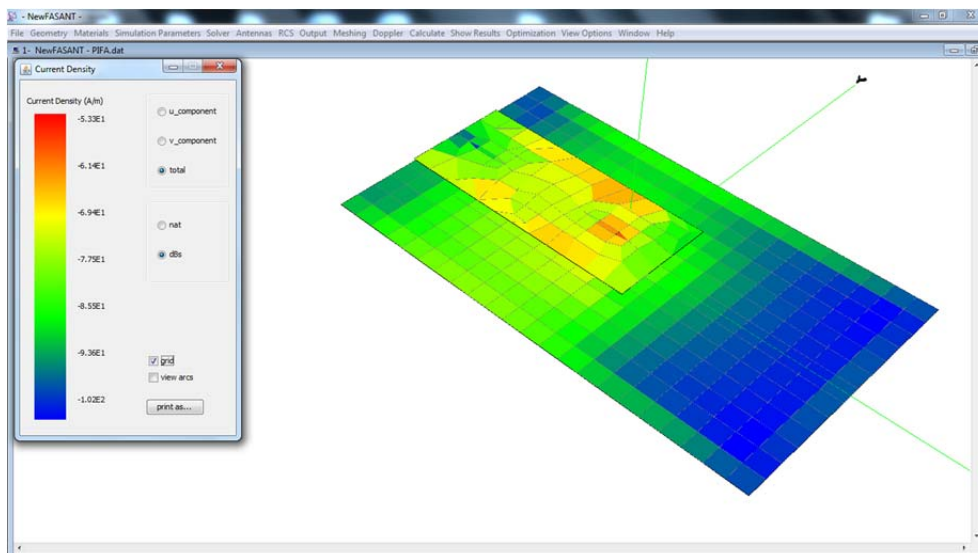 - NewFASANT
File Geometry Materials Simulation Parameters Solver Antennas RCS Output Meshing Doppler Calculate Show Results Optimization View Options Window Help
1- NewFASANT - PIFA.dat
Current Density
Current Density (A/m)
-5.33E1
-6.14E1
-6.94E1
-7.75E1
-8.55E1
-9.36E1
-1.02E2
u_component
v_component
total
nat
dBs
grid
view arcs
print as...